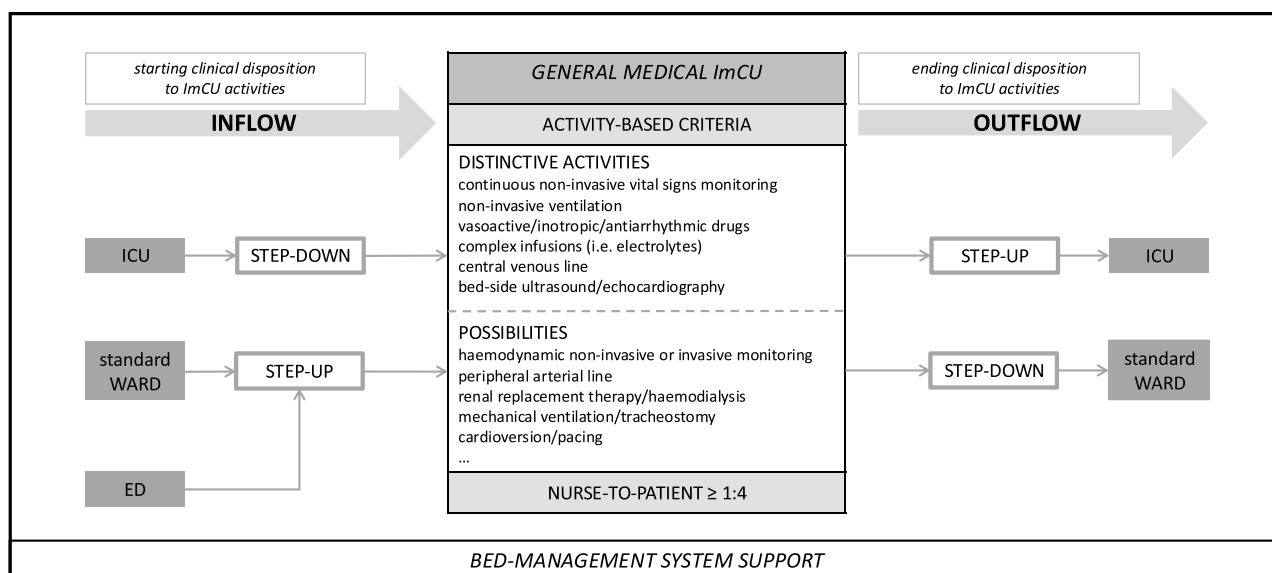 starting clinical disposition
to ImCU activities
INFLOW
ICU
STEP-DOWN
standard
WARD
STEP-UP
ED
GENERAL MEDICAL ImCU
ACTIVITY-BASED CRITERIA
DISTINCTIVE ACTIVITIES
continuous non-invasive vital signs monitoring
non-invasive ventilation
vasoactive/inotropic/antiarrhythmic drugs
complex infusions (i.e. electrolytes)
central venous line
bed-side ultrasound/echocardiography
POSSIBILITIES
haemodynamic non-invasive or invasive monitoring
peripheral arterial line
renal replacement therapy/haemodialysis
mechanical ventilation/tracheostomy
cardioversion/pacing
...
NURSE-TO-PATIENT ≥ 1:4
ending clinical disposition
to ImCU activities
OUTFLOW
STEP-UP
ICU
STEP-DOWN
standard
WARD
BED-MANAGEMENT SYSTEM SUPPORT